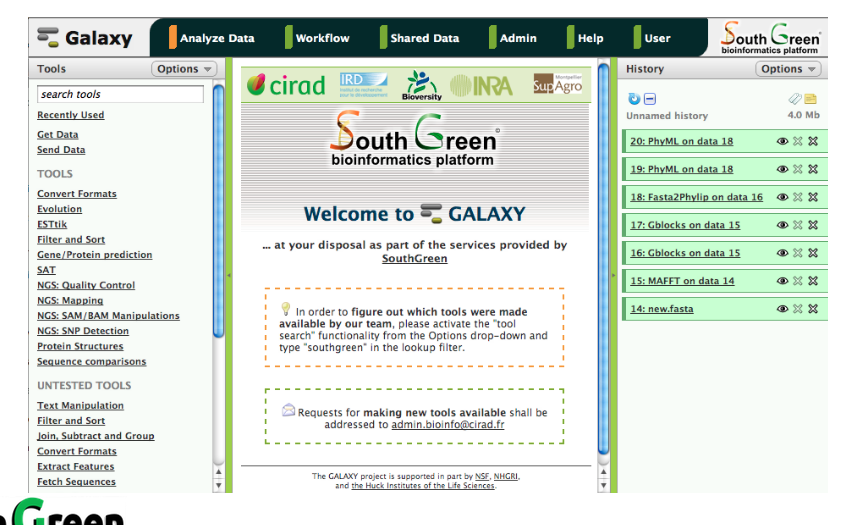 Galaxy
Analyze Data
Workflow
Shared Data
Admin
Help
User
South Green
bioinformatics platform
Tools
Options
search tools
Recently Used
Get Data
Send Data
TOOLS
Convert Formats
Evolution
ESTtik
Filter and Sort
Gene/Protein prediction
SAT
NGS: Quality Control
NGS: Mapping
NGS: SAM/BAM Manipulations
NGS: SNP Detection
Protein Structures
Sequence comparisons
UNTESTED TOOLS
Text Manipulation
Filter and Sort
Join, Subtract and Group
Convert Formats
Extract Features
Fetch Sequences
cirad
IRD
Bioversity
INRA
Montpellier
SupAgro
South Green
bioinformatics platform
Welcome to GALAXY
... at your disposal as part of the services provided by
SouthGreen
In order to figure out which tools were made
available by our team, please activate the "tool
search" functionality from the Options drop-down and
type "southgreen" in the lookup filter.
Requests for making new tools available shall be
addressed to admin.bioinfo@cirad.fr
The GALAXY project is supported in part by NSF, NHGRI,
and the Huck Institutes of the Life Sciences.
History
Options
Unnamed history
4.0 Mb
20: PhyML on data 18
19: PhyML on data 18
18: Fasta2Phylip on data 16
17: Gblocks on data 15
16: Gblocks on data 15
15: MAFFT on data 14
14: new.fasta
Green